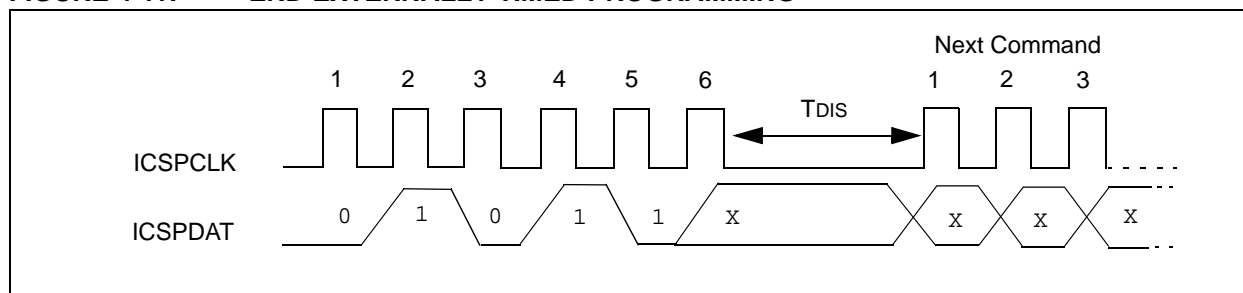 Next Command
1 2 3 4 5 6 1 2 3
TDIS
ICSPCLK
ICSPDAT 0 1 0 1 1 X X X X